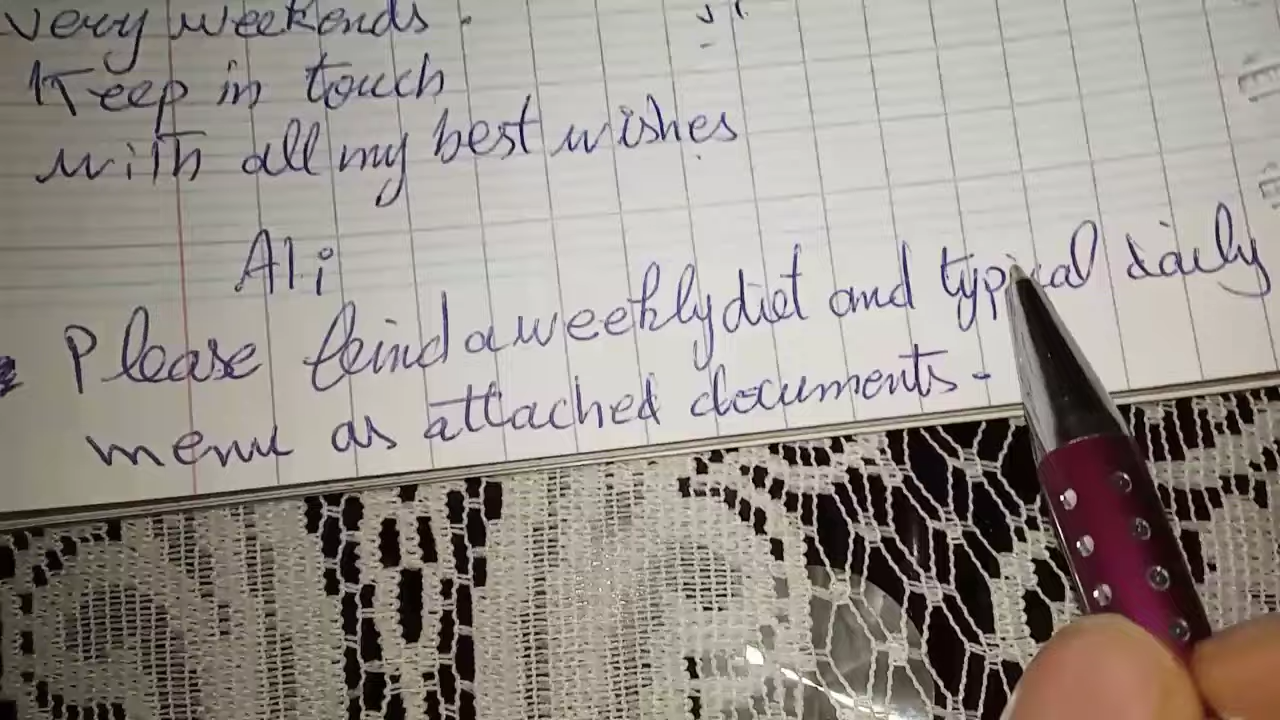 very weekends.
Keep in touch
with all my best wishes
Ali
Please feind a weekly diet and typical daily
menu as attached documents.